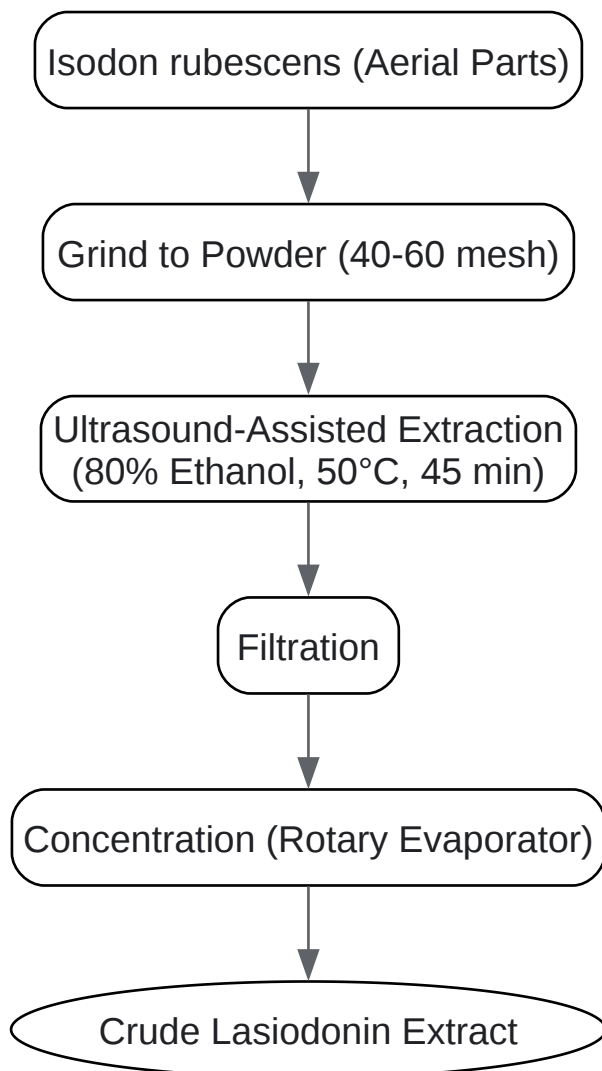 Isodon rubescens (Aerial Parts)
Grind to Powder (40-60 mesh)
Ultrasound-Assisted Extraction
(80% Ethanol, 50°C, 45 min)
Filtration
Concentration (Rotary Evaporator)
Crude Lasiodonin Extract